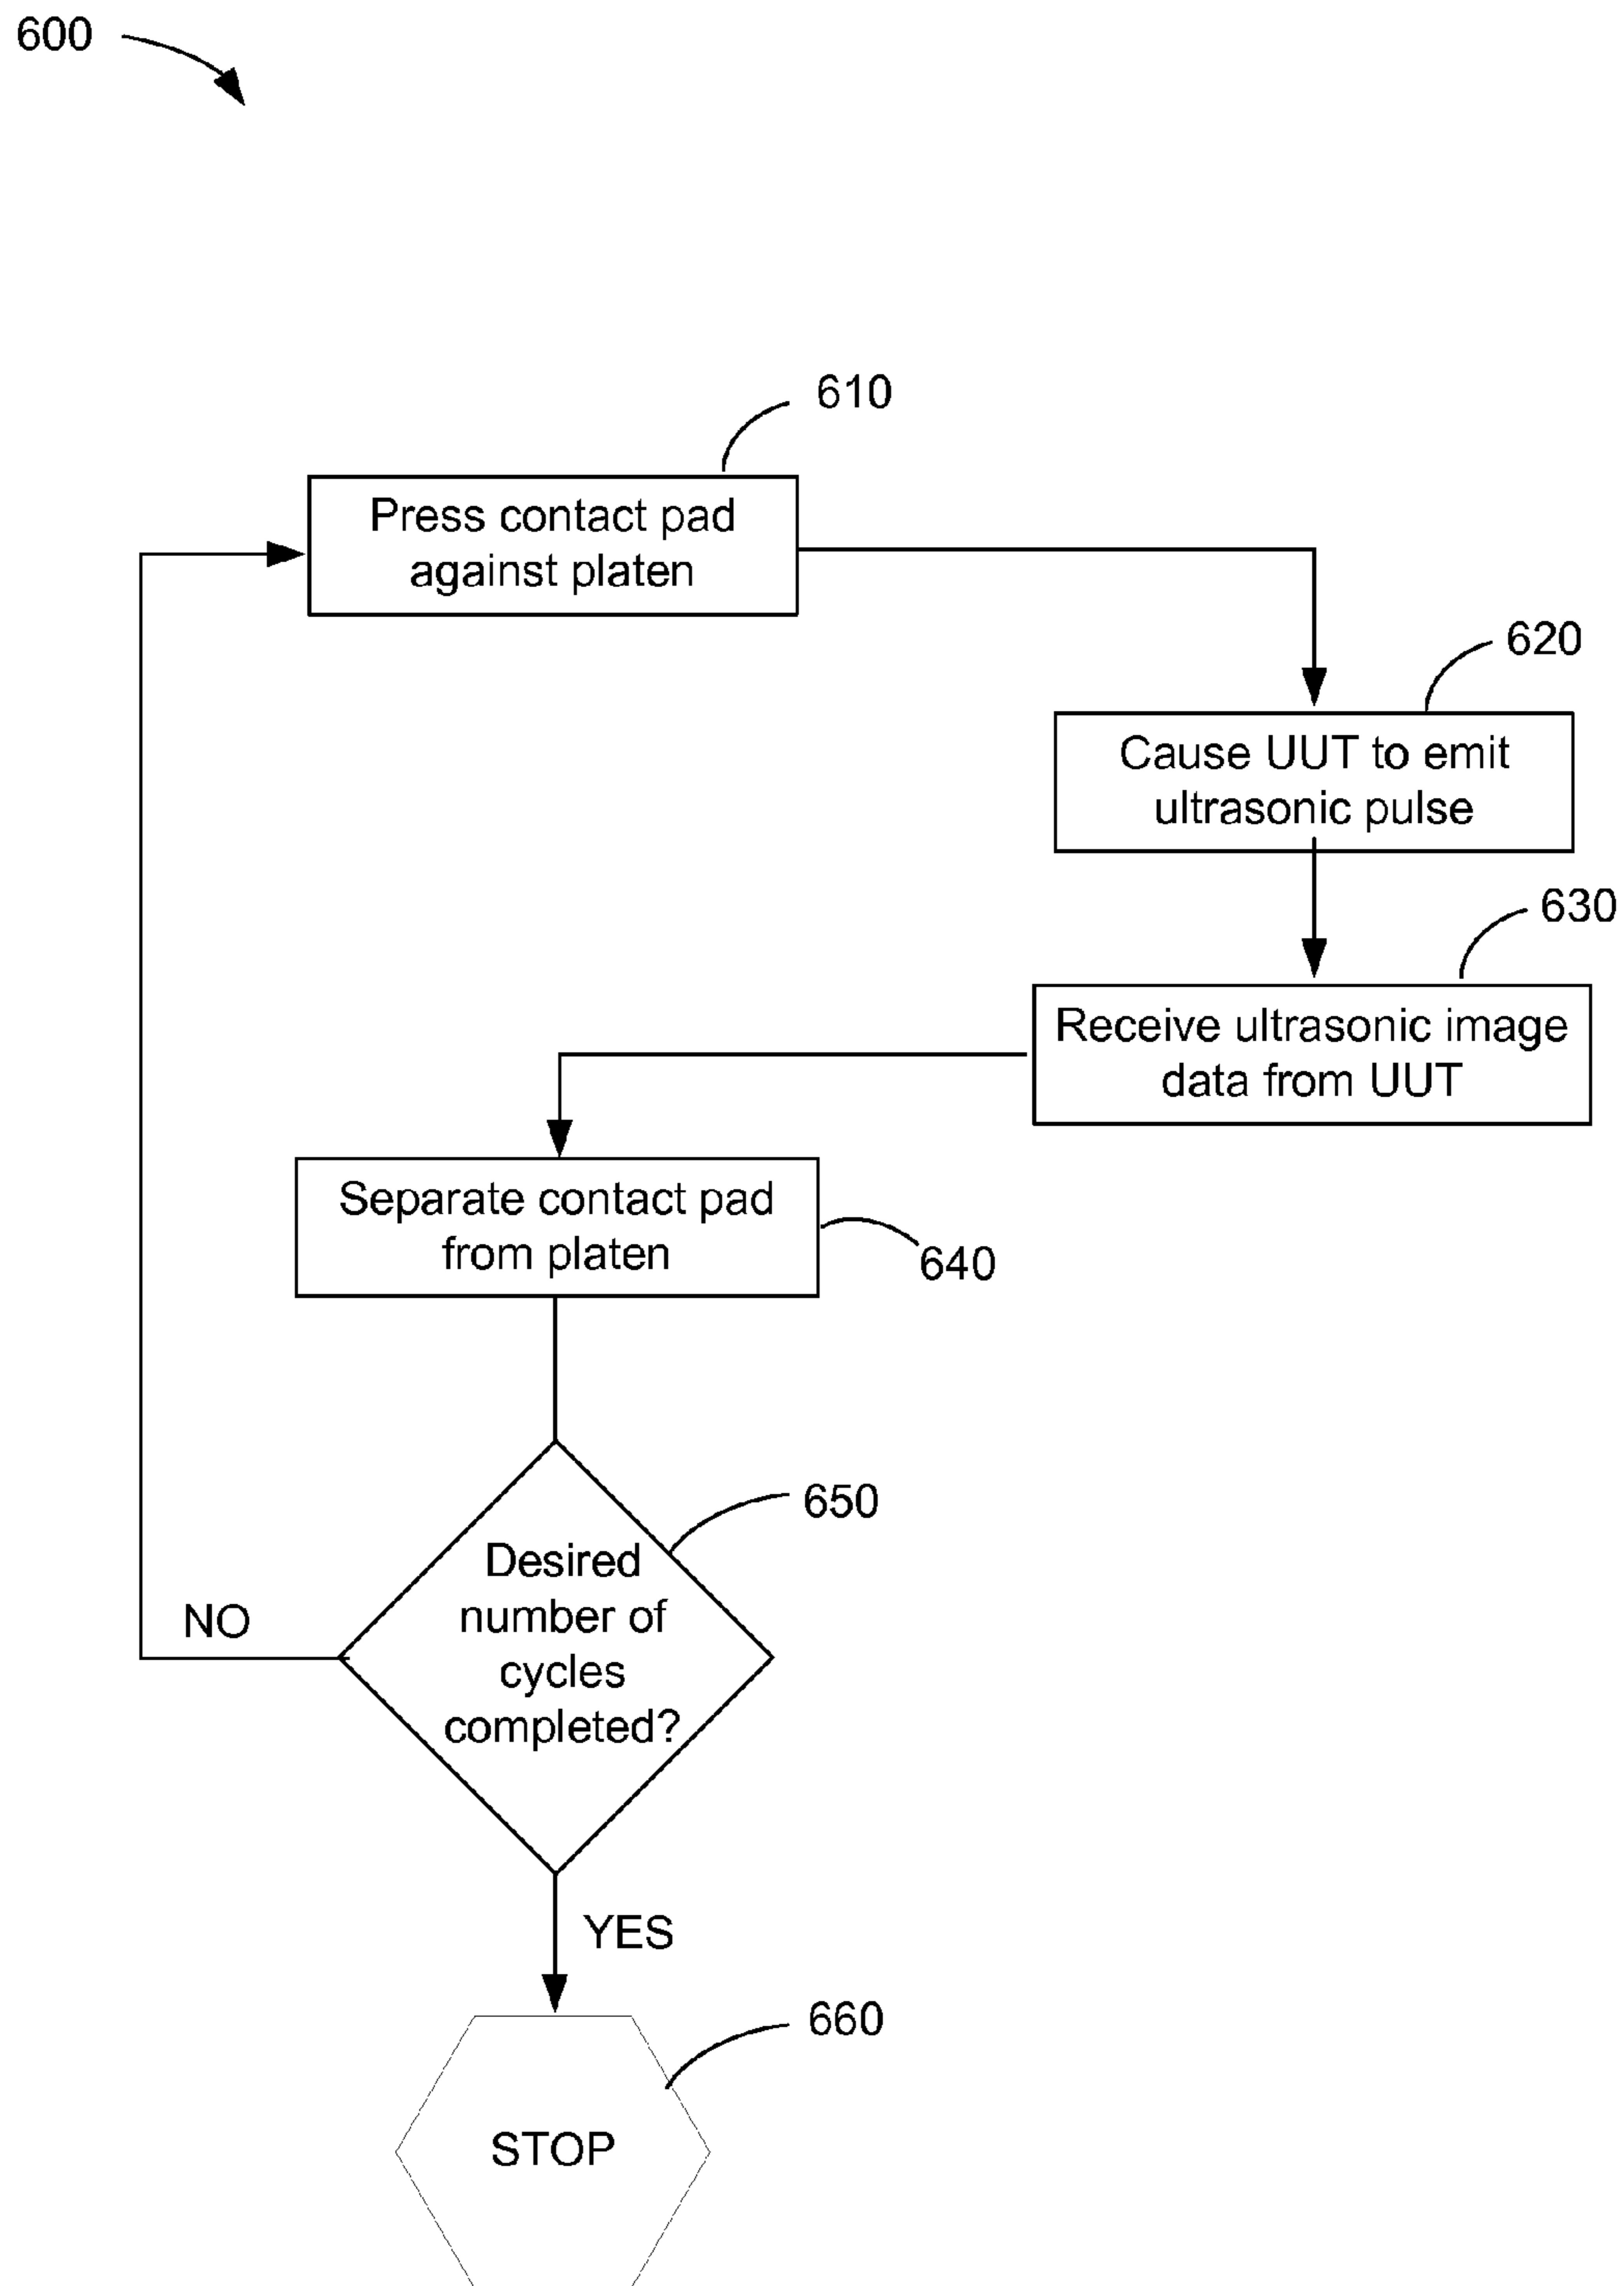 600
610
Press contact pad
against platen
620
Cause UUT to emit
ultrasonic pulse
630
Receive ultrasonic image
data from UUT
Separate contact pad
from platen
640
650
Desired
number of
cycles
completed?
NO
YES
660
STOP